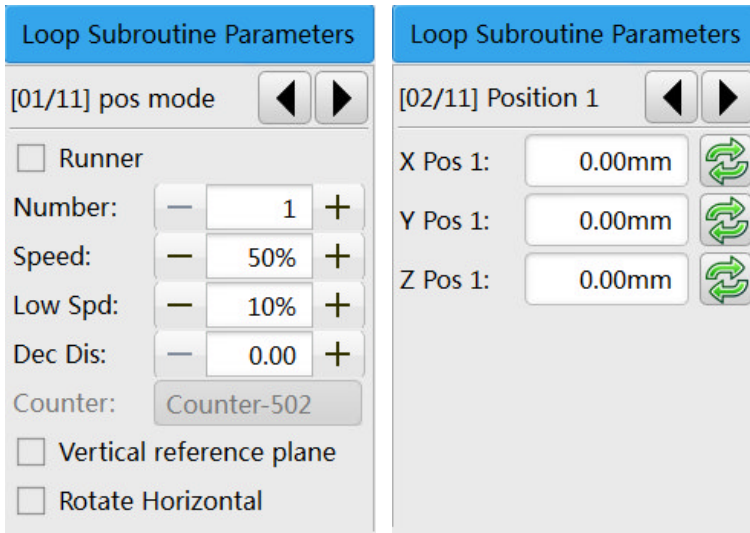 Loop Subroutine Parameters
[01/11] pos mode
Runner
Number: 1
Speed: 50%
Low Spd: 10%
Dec Dis: 0.00
Counter: Counter-502
Vertical reference plane
Rotate Horizontal
Loop Subroutine Parameters
[02/11] Position 1
X Pos 1: 0.00mm
Y Pos 1: 0.00mm
Z Pos 1: 0.00mm